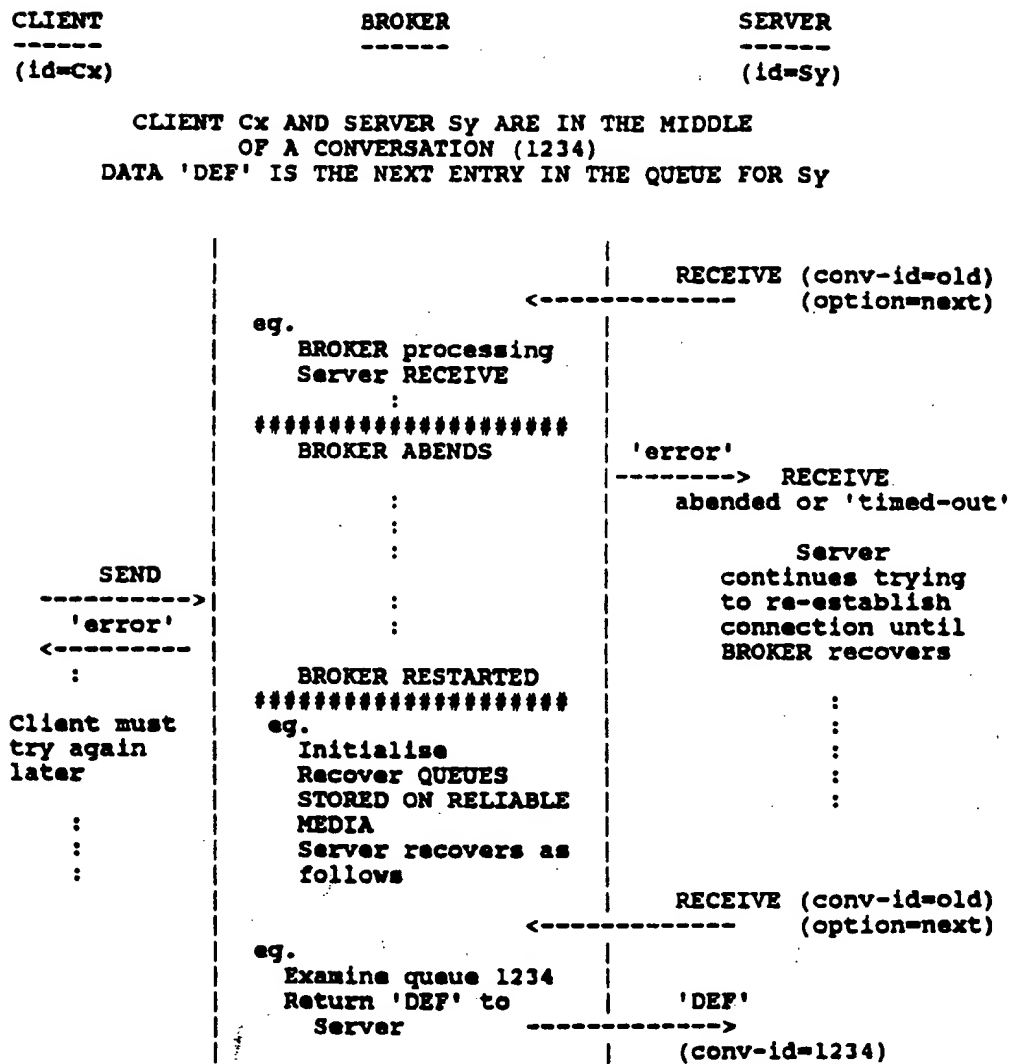 CLIENT BROKER SERVER
------ ------ ------
(id=Cx) (id=Sy)
CLIENT Cx AND SERVER Sy ARE IN THE MIDDLE
OF A CONVERSATION (1234)
DATA 'DEF' IS THE NEXT ENTRY IN THE QUEUE FOR Sy
RECEIVE (conv-id=old)
<------------- (option=next)
eg.
BROKER processing
Server RECEIVE
:
#####################
BROKER ABENDS 'error'
--------> RECEIVE
: abended or 'timed-out'
:
: Server
SEND continues trying
----------> : to re-establish
'error' : connection until
<---------- BROKER recovers
: BROKER RESTARTED
##################### :
Client must eg. :
try again Initialise :
later Recover QUEUES :
STORED ON RELIABLE :
: MEDIA
: Server recovers as
: follows
RECEIVE (conv-id=old)
<------------- (option=next)
eg.
Examine queue 1234
Return 'DEF' to 'DEF'
Server ------------->
(conv-id=1234)